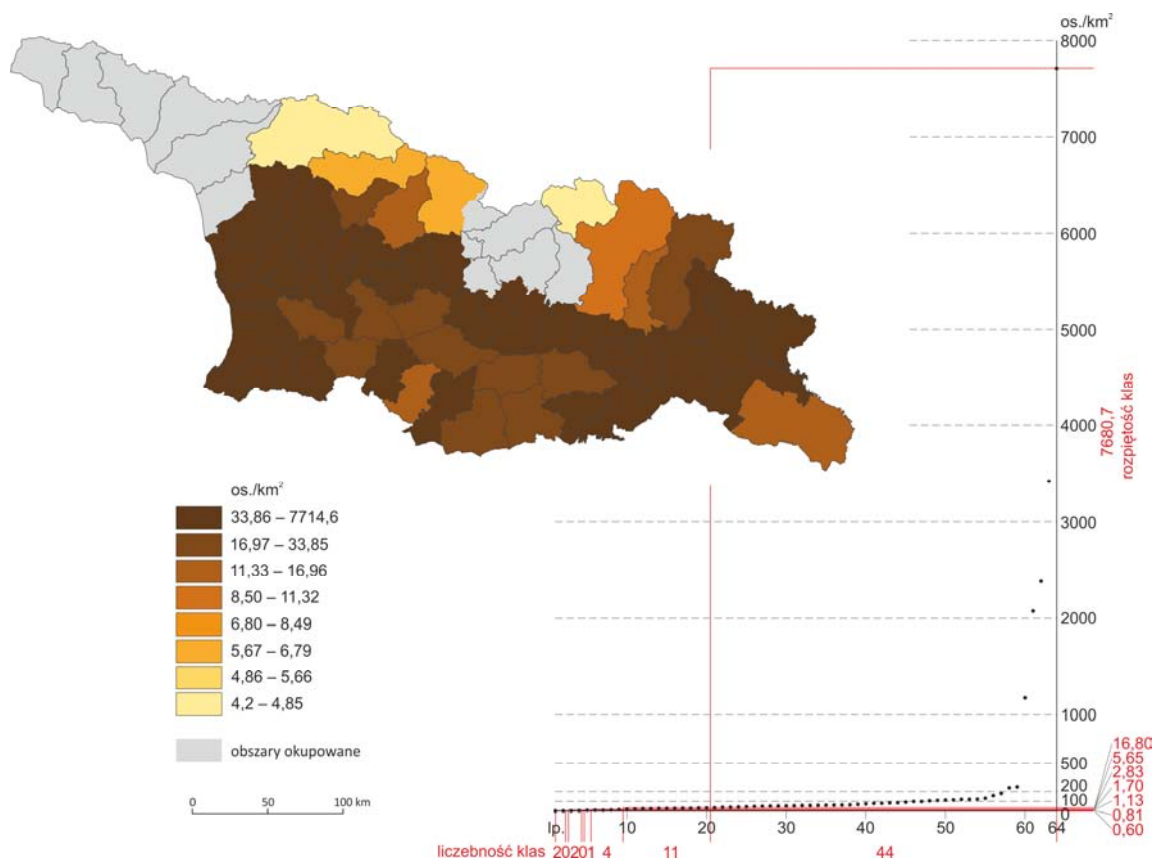 os./km²
8000
7000
6000
5000
4000
3000
2000
1000
500
200
100
0
7680,7
rozpiętość klas
os./km²
33,86 – 7714,6
16,97 – 33,85
11,33 – 16,96
8,50 – 11,32
6,80 – 8,49
5,67 – 6,79
4,86 – 5,66
4,2 – 4,85
obszary okupowane
0 50 100 km
16,80
5,65
2,83
1,70
1,13
0,81
0,60
lp. 10 20 30 40 50 60 64
liczebność klas 20201 4 11 44